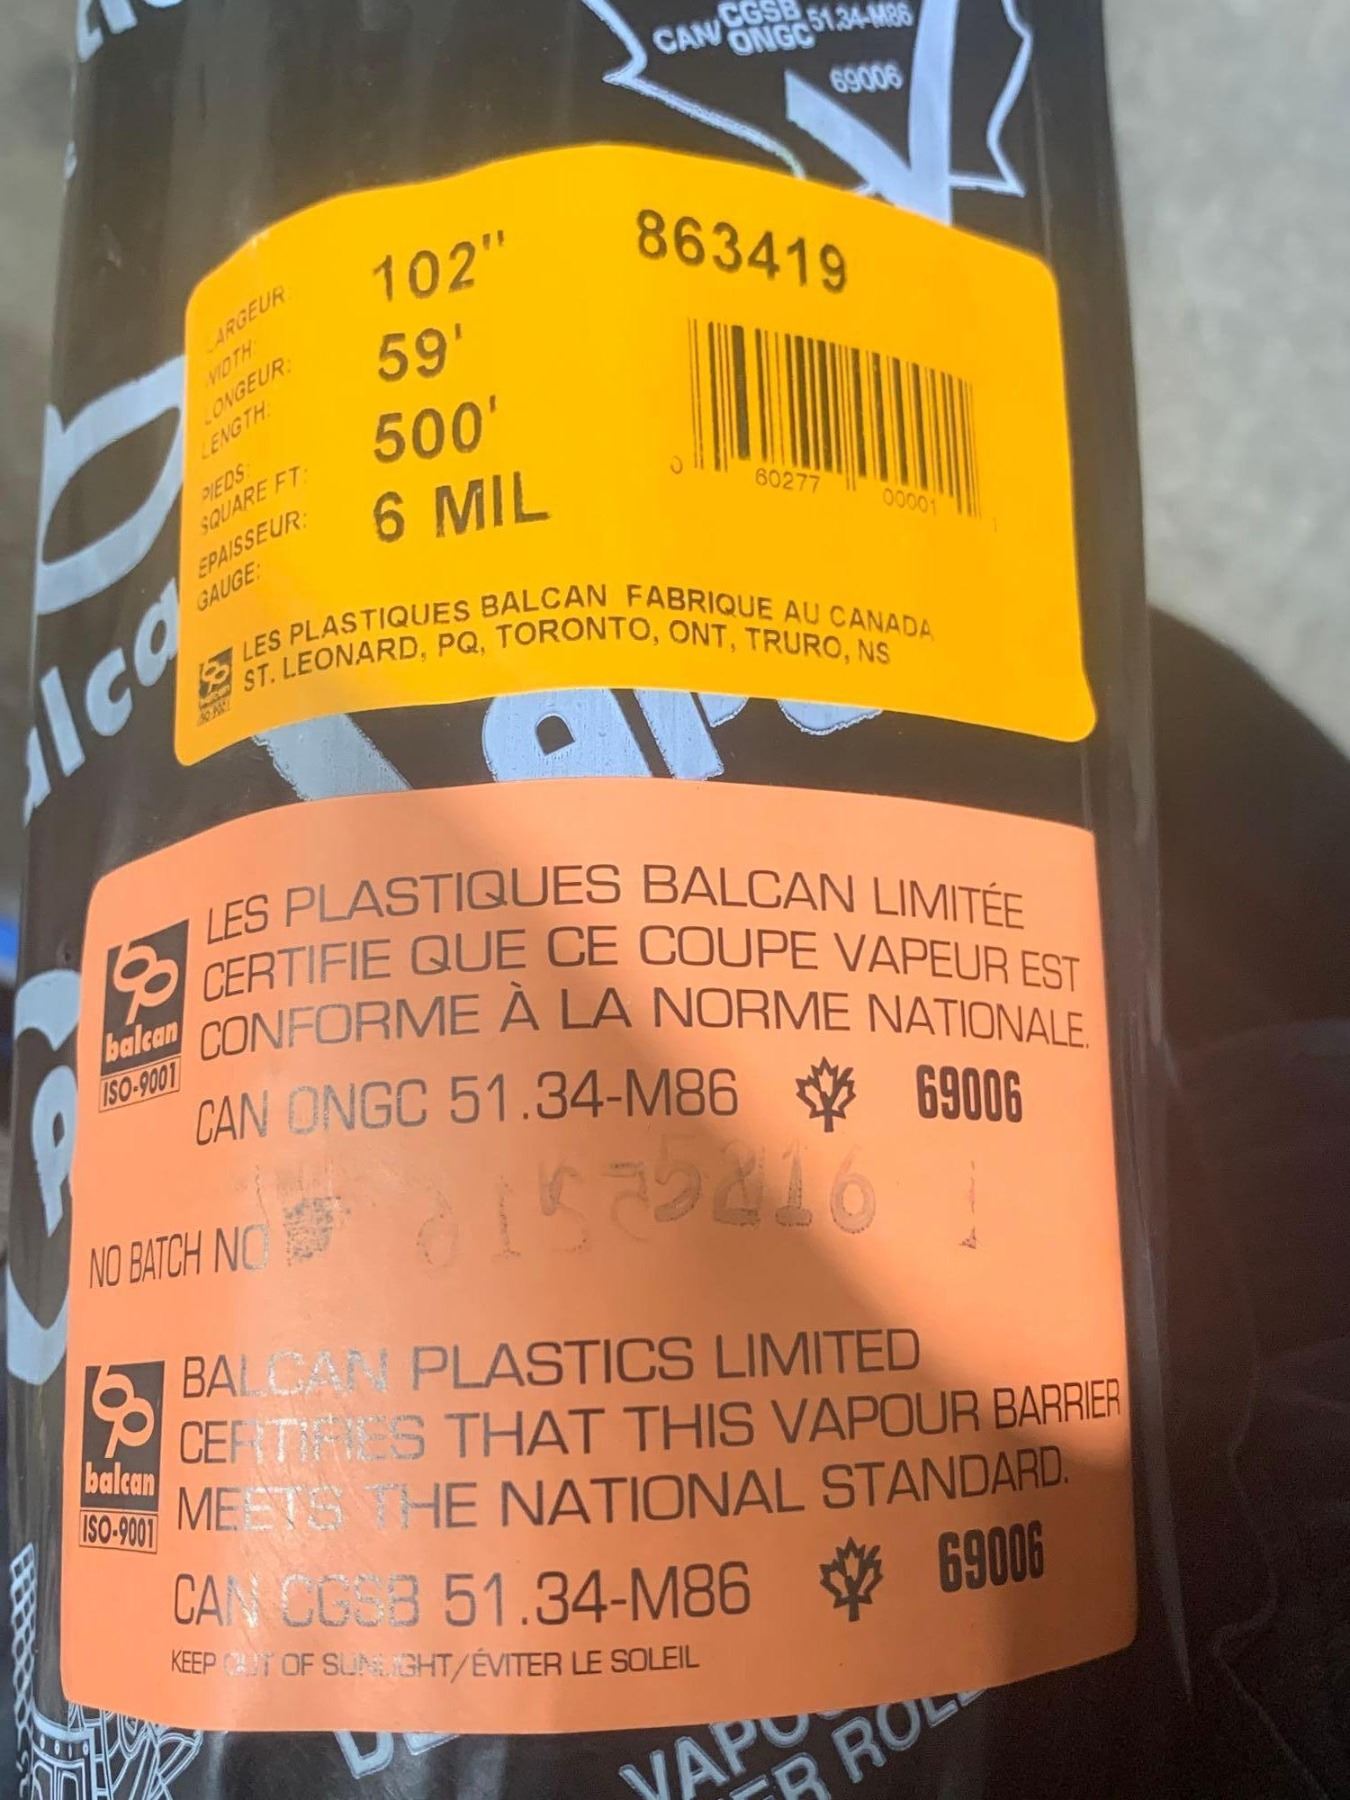 CAN/CGSB ONGC 51.34-M86
69006
102"
863419
LARGEUR:
WIDTH:
59'
LONGEUR:
LENGTH:
500'
PIEDS:
SQUARE FT:
6 MIL
EPAISSEUR:
GAUGE:
0 60277 00001 1
LES PLASTIQUES BALCAN FABRIQUE AU CANADA
ST. LEONARD, PQ, TORONTO, ONT, TRURO, NS
LES PLASTIQUES BALCAN LIMITÉE
CERTIFIE QUE CE COUPE VAPEUR EST
CONFORME À LA NORME NATIONALE.
balcan
ISO-9001
CAN ONGC 51.34-M86 69006
NO BATCH NO
BALCAN PLASTICS LIMITED
CERTIFIES THAT THIS VAPOUR BARRIER
MEETS THE NATIONAL STANDARD.
balcan
ISO-9001
CAN CGSB 51.34-M86 69006
KEEP OUT OF SUNLIGHT/ÉVITER LE SOLEIL